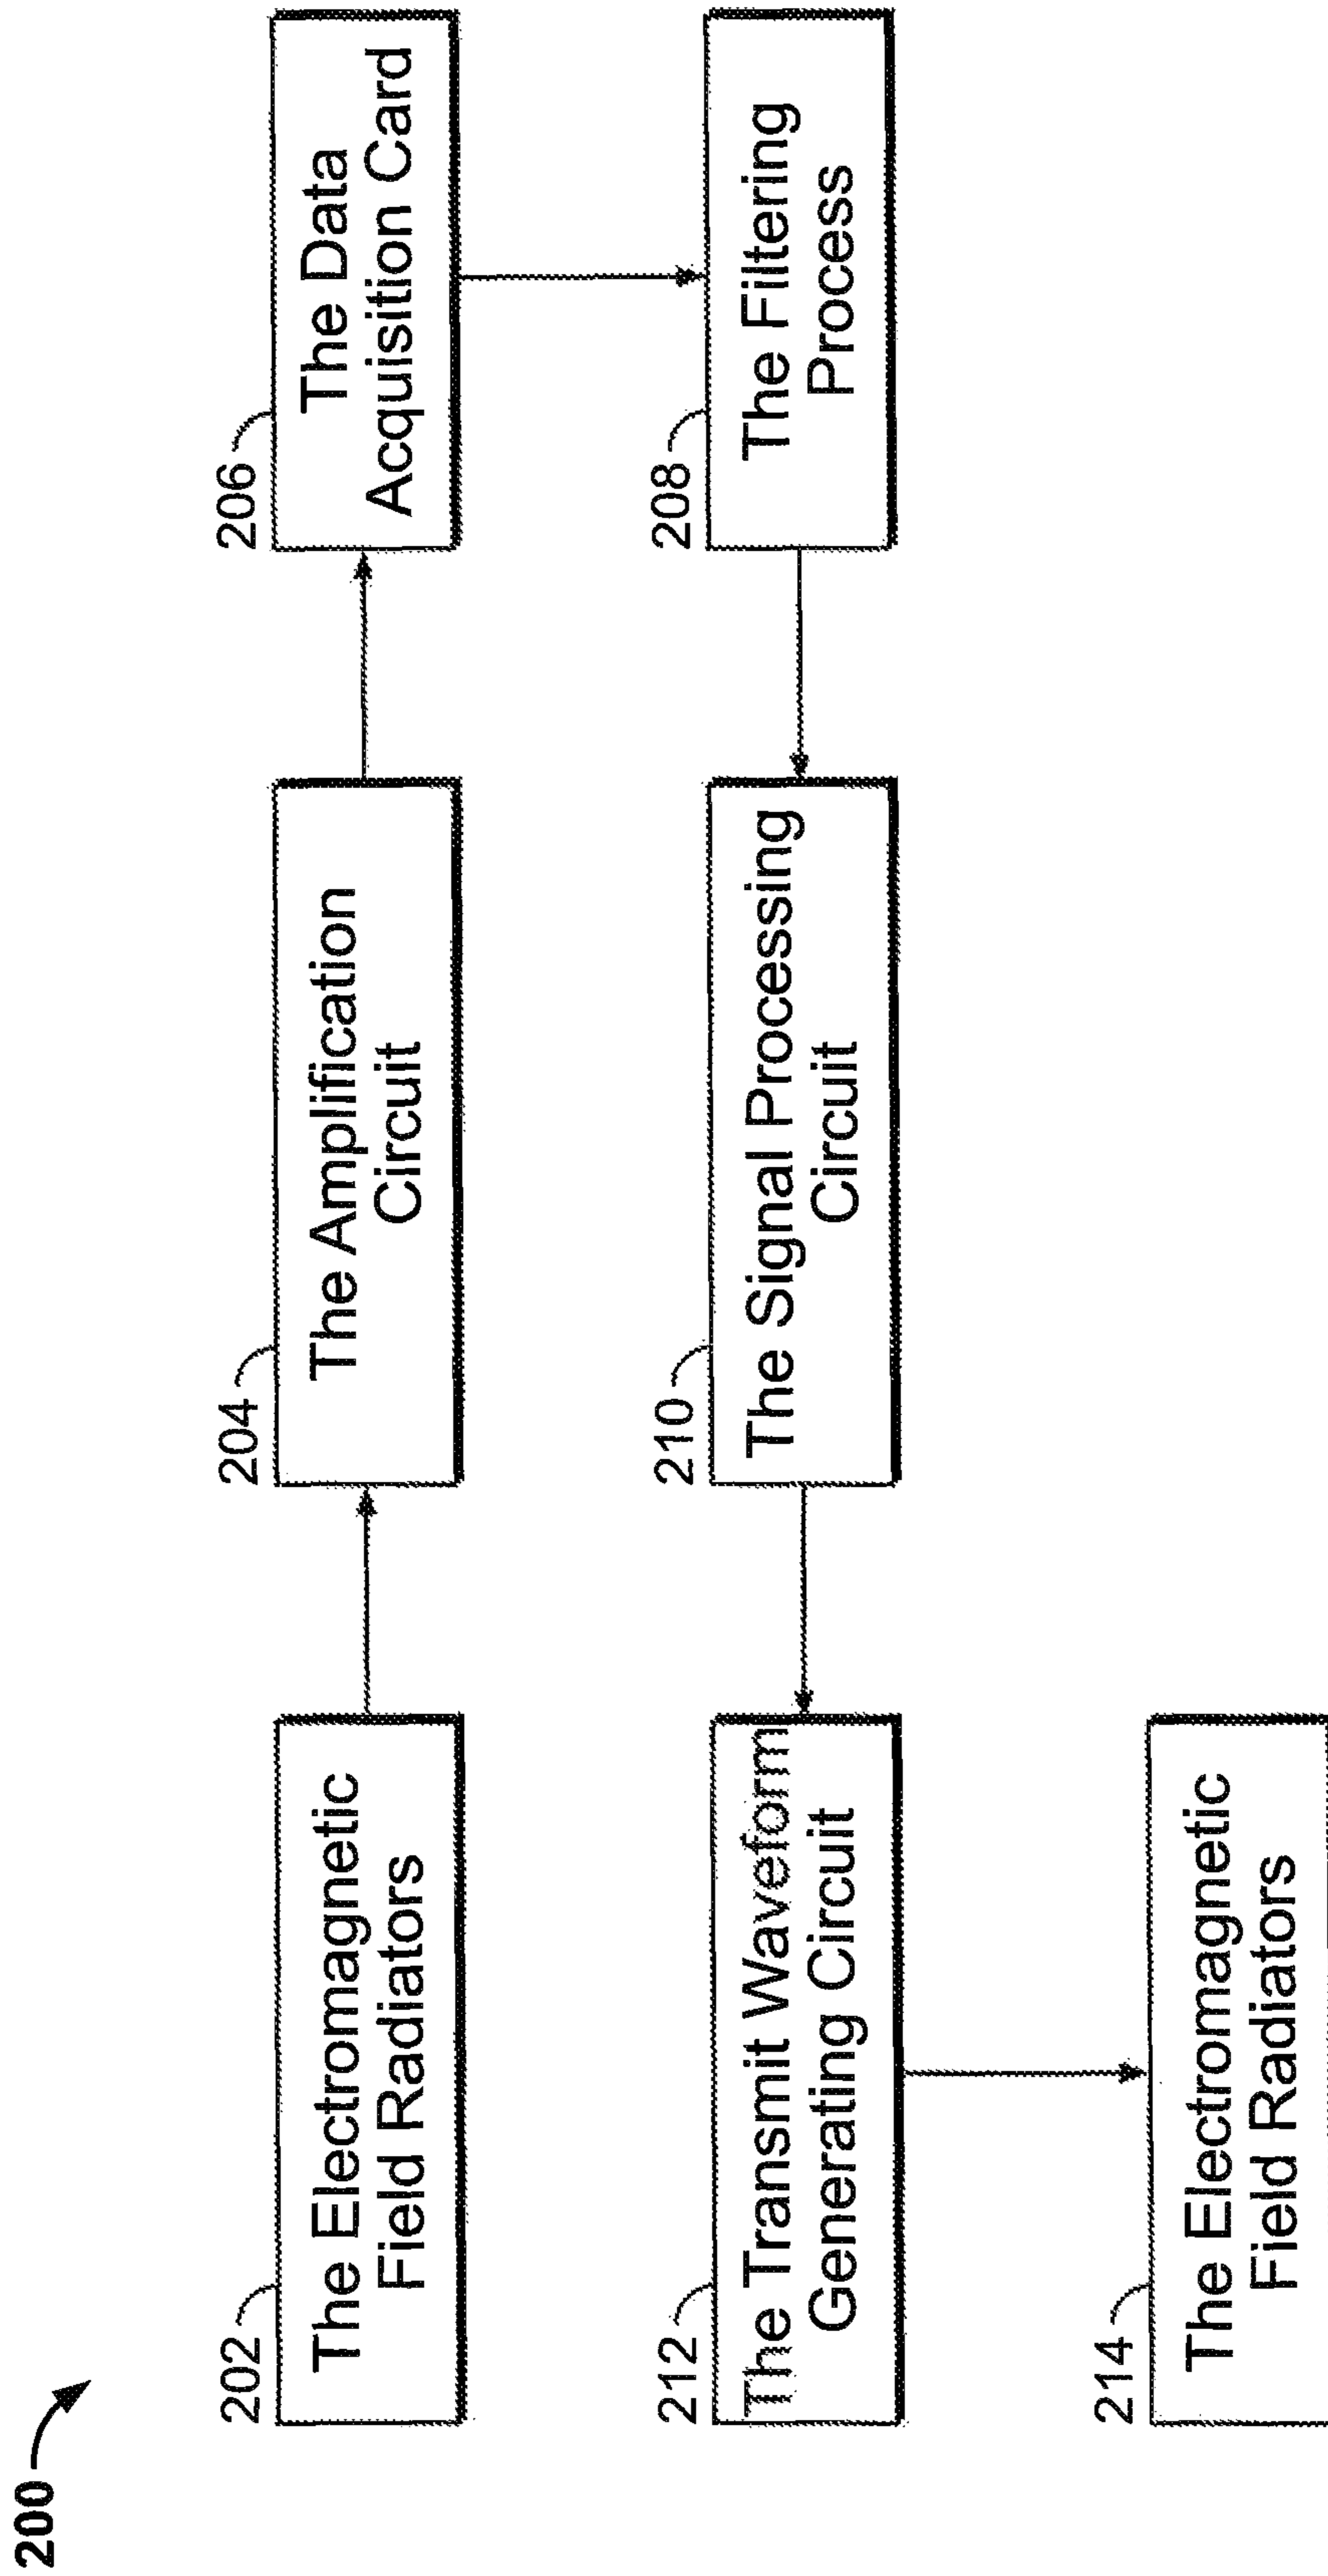 200
202
The Electromagnetic
Field Radiators
204
The Amplification
Circuit
206
The Data
Acquisition Card
208
The Filtering
Process
210
The Signal Processing
Circuit
212
The Transmit Waveform
Generating Circuit
214
The Electromagnetic
Field Radiators